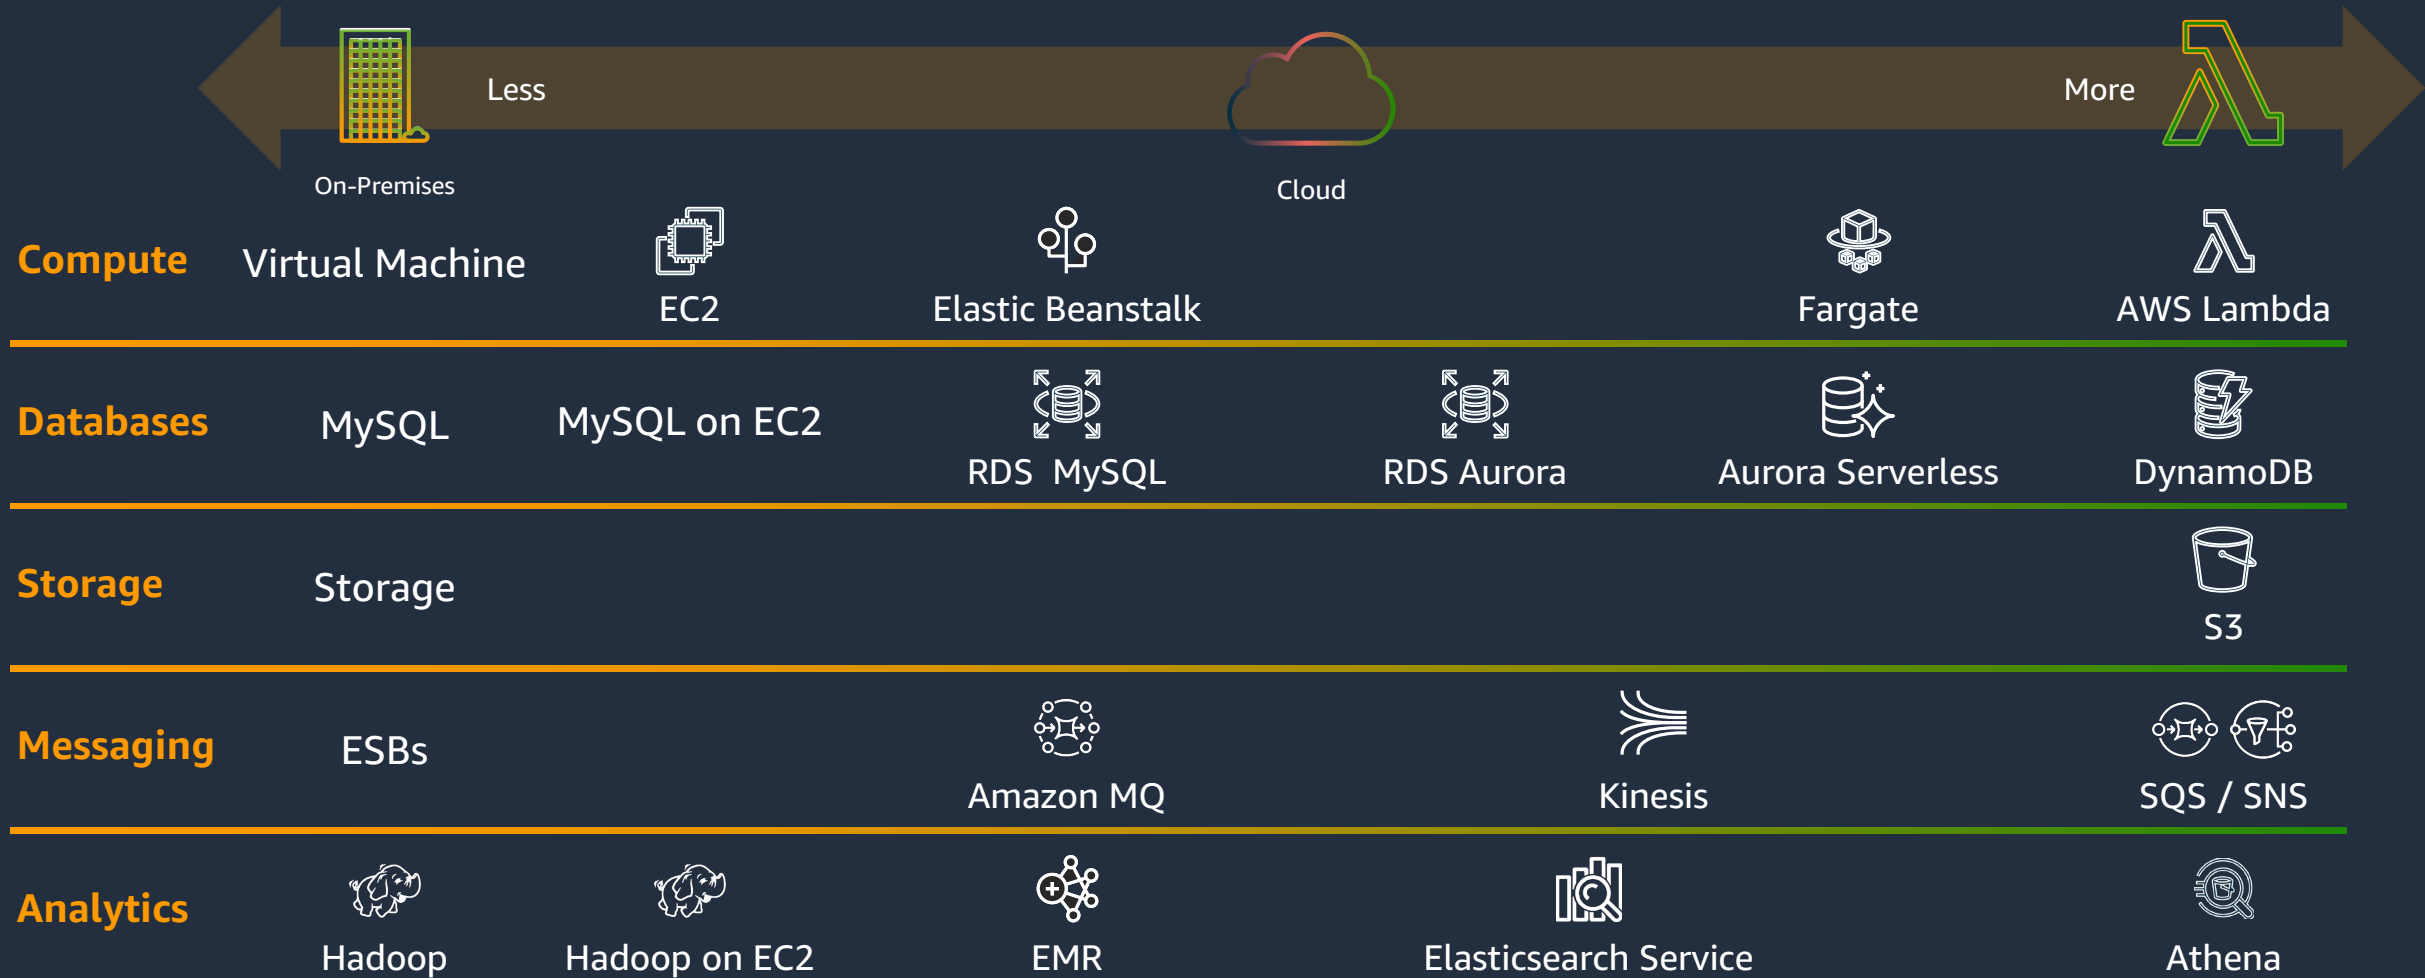 Less
More
On-Premises
Cloud
Compute
Virtual Machine
EC2
Elastic Beanstalk
Fargate
AWS Lambda
Databases
MySQL
MySQL on EC2
RDS MySQL
RDS Aurora
Aurora Serverless
DynamoDB
Storage
Storage
S3
Messaging
ESBs
Amazon MQ
Kinesis
SQS / SNS
Analytics
Hadoop
Hadoop on EC2
EMR
Elasticsearch Service
Athena